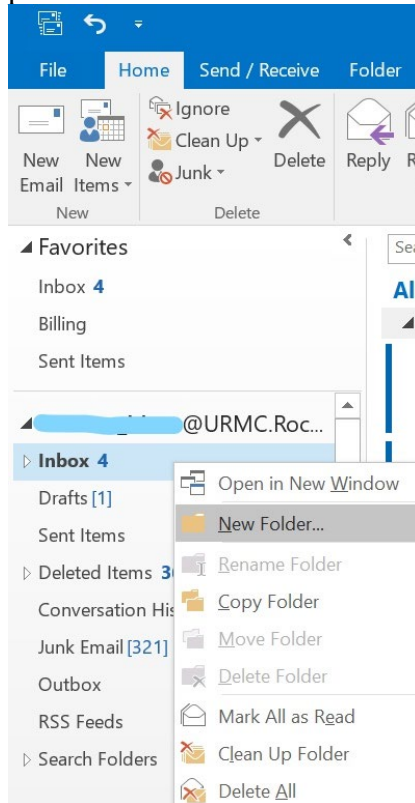 File Home Send / Receive Folder
Ignore
Clean Up
Junk
New Email
New Items
Delete
Reply
New
Delete
Favorites
Inbox 4
Billing
Sent Items
@URMC.Roc...
Inbox 4
Drafts [1]
Sent Items
Deleted Items
Conversation His
Junk Email [321]
Outbox
RSS Feeds
Search Folders
Open in New Window
New Folder...
Rename Folder
Copy Folder
Move Folder
Delete Folder
Mark All as Read
Clean Up Folder
Delete All